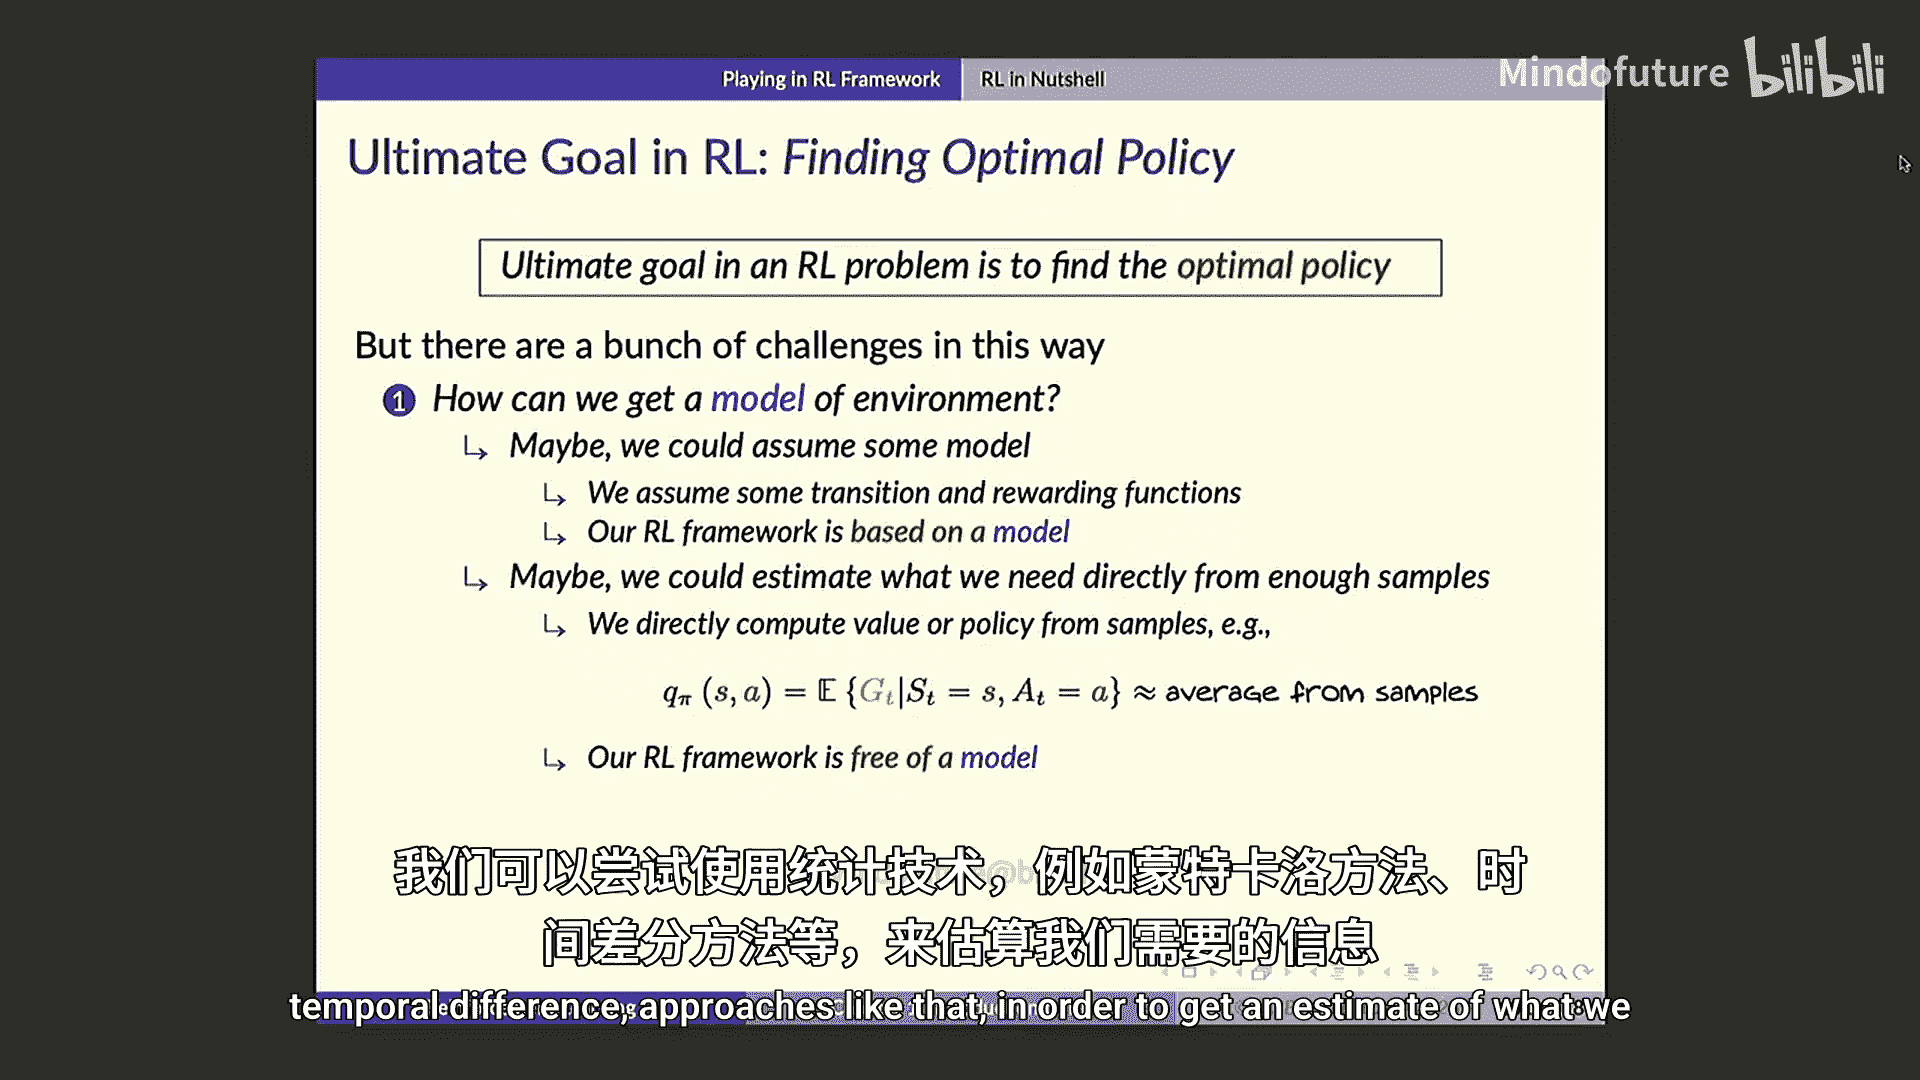 Playing in RL Framework
RL in Nutshell
Mindofuture bilibili
Ultimate Goal in RL: Finding Optimal Policy
Ultimate goal in an RL problem is to find the optimal policy
But there are a bunch of challenges in this way
1 How can we get a model of environment?
↳ Maybe, we could assume some model
↳ We assume some transition and rewarding functions
↳ Our RL framework is based on a model
↳ Maybe, we could estimate what we need directly from enough samples
↳ We directly compute value or policy from samples, e.g.,
qπ (s, a) = 𝔼 {Gt|St = s, At = a} ≈ average from samples
↳ Our RL framework is free of a model
我们可以尝试使用统计技术，例如蒙特卡洛方法、时
间差分方法等，来估算我们需要的信息
temporal difference, approaches like that, in order to get an estimate of what we